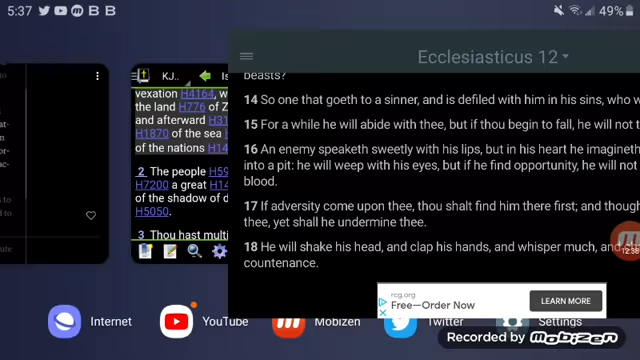 5:37
49%
Ecclesiasticus 12
beasts?
14 So one that goeth to a sinner, and is defiled with him in his sins, who w
15 For a while he will abide with thee, but if thou begin to fall, he will not t
16 An enemy speaketh sweetly with his lips, but in his heart he imagineth
into a pit: he will weep with his eyes, but if he find opportunity, he will not
blood.
17 If adversity come upon thee, thou shalt find him there first; and though
thee, yet shall he undermine thee.
18 He will shake his head, and clap his hands, and whisper much, and
countenance.
KJ..
Is
vexation H4164, w
the land H776 of Z
and afterward H31
H1870 of the sea H
of the nations H14
2 The people H59
H7200 a great H14
of the shadow of d
H5050.
3 Thou hast multi
12:38
rcg.org
Free—Order Now
LEARN MORE
Internet
YouTube
Mobizen
Twitter
Settings
Recorded by
mobizen